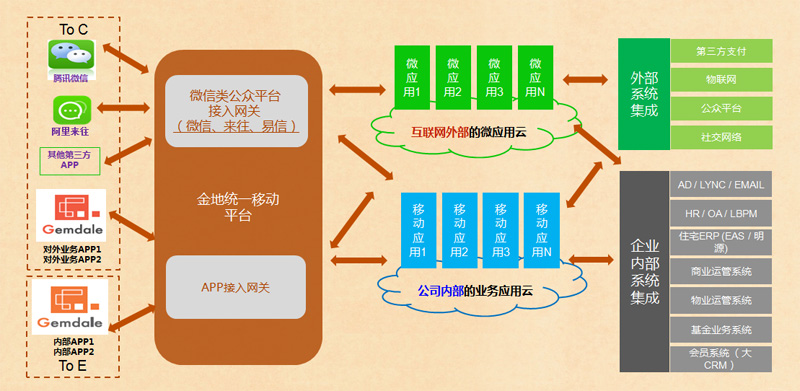 To C
腾讯微信
阿里来往
其他第三方
APP
Gemdale
对外业务APP1
对外业务APP2
Gemdale
内部APP1
内部APP2
To E
微信类公众平台
接入网关
（微信、来往、易信）
金地统一移动
平台
APP接入网关
微应用1
微应用2
微应用3
微应用N
互联网外部的微应用云
移动应用1
移动应用2
移动应用3
移动应用N
公司内部的业务应用云
外部
系统
集成
第三方支付
物联网
公众平台
社交网络
企业
内部
系统
集成
AD / LYNC / EMAIL
HR / OA / LBPM
住宅ERP (EAS / 明
源)
商业运管系统
物业运管系统
基金业务系统
会员系统（大
CRM）